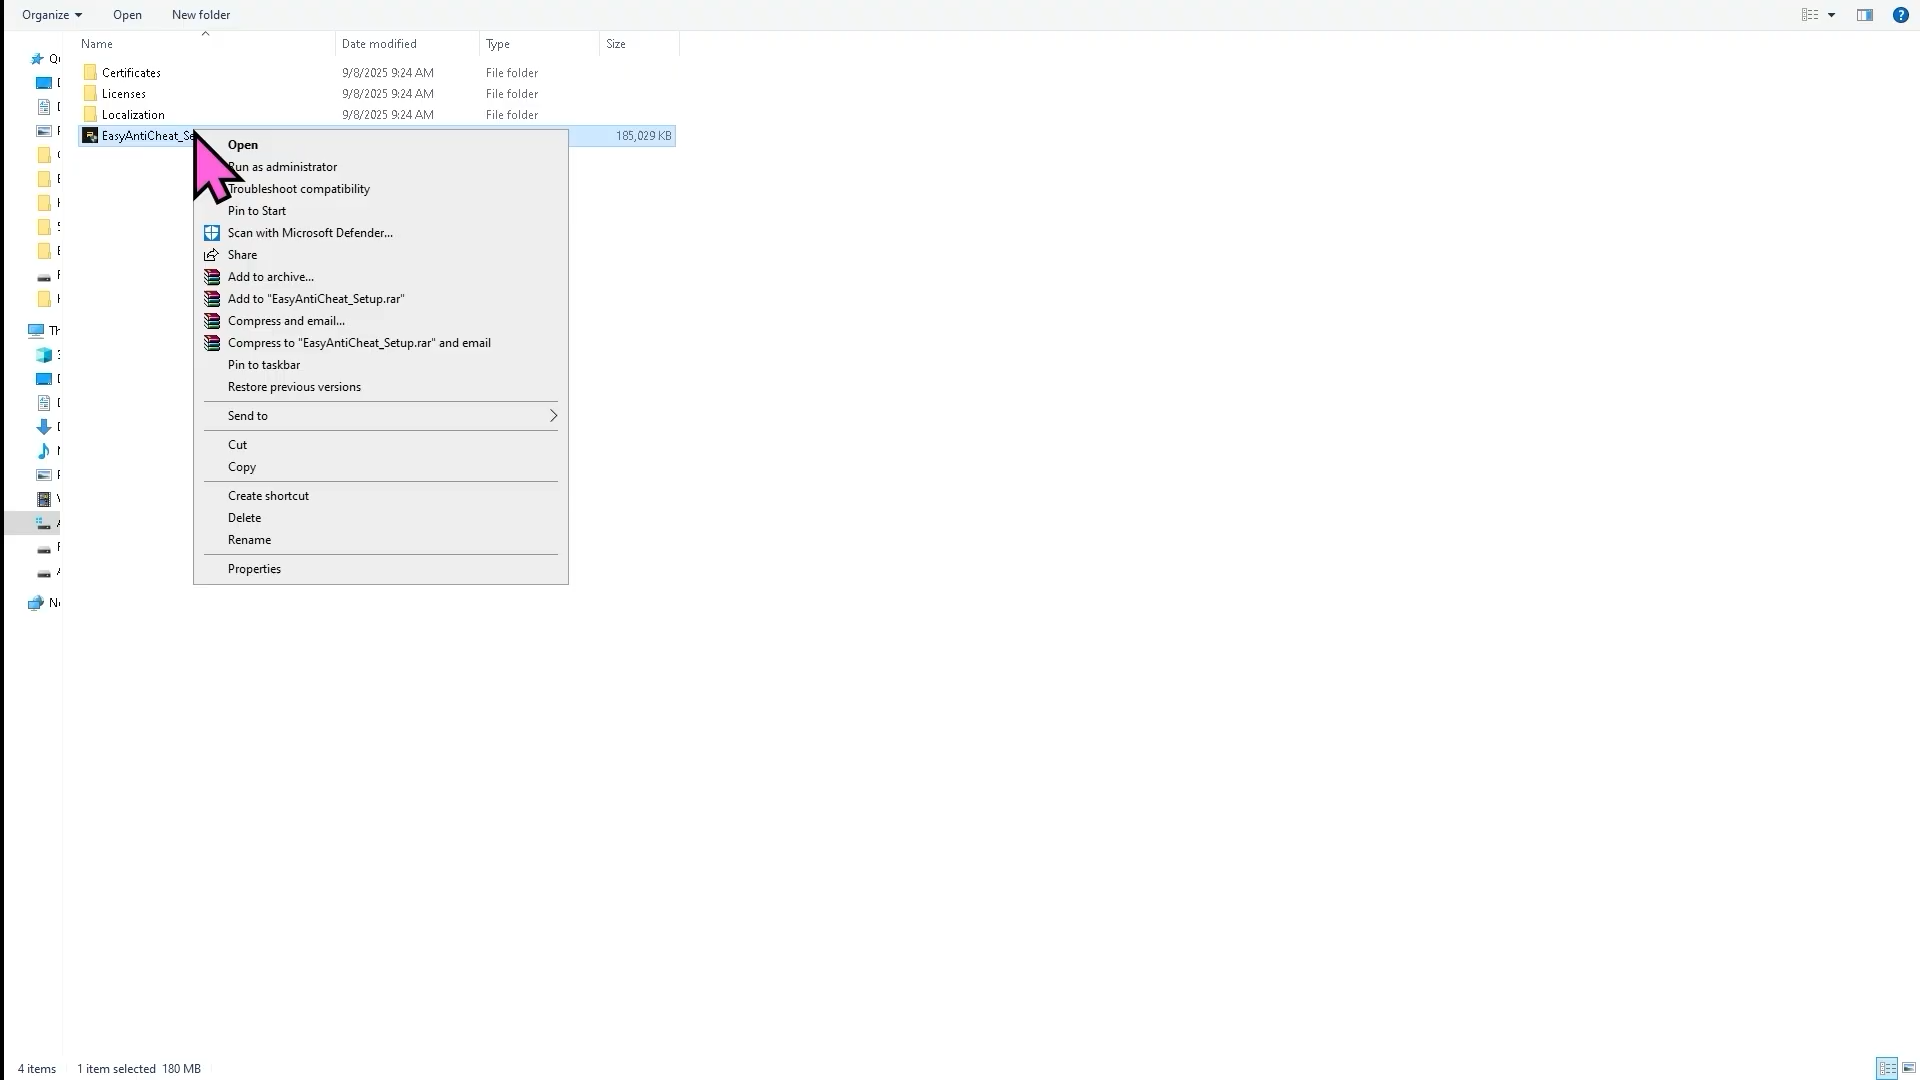 Organize Open New folder
Name Date modified Type Size
Certificates 9/8/2025 9:24 AM File folder
Licenses 9/8/2025 9:24 AM File folder
Localization 9/8/2025 9:24 AM File folder
185,029 KB
Open
Run as administrator
Troubleshoot compatibility
Pin to Start
Scan with Microsoft Defender...
Share
Add to archive...
Add to "EasyAntiCheat_Setup.rar"
Compress and email...
Compress to "EasyAntiCheat_Setup.rar" and email
Pin to taskbar
Restore previous versions
Send to
Cut
Copy
Create shortcut
Delete
Rename
Properties
4 items 1 item selected 180 MB